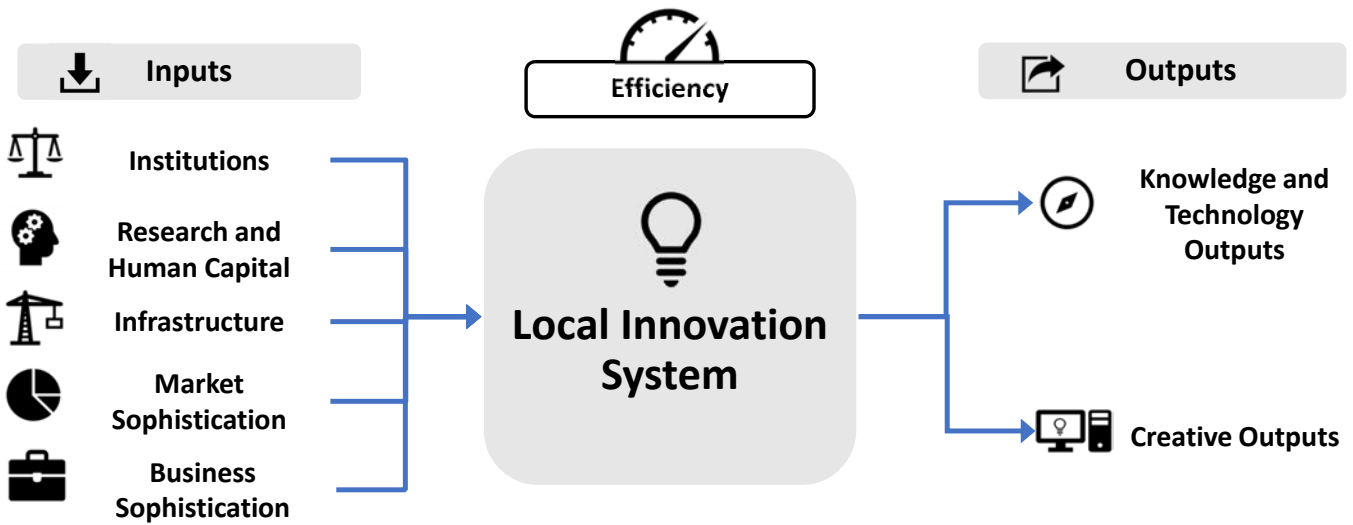 Inputs
Efficiency
Outputs
Institutions
Research and
Human Capital
Infrastructure
Market
Sophistication
Business
Sophistication
Local Innovation
System
Knowledge and
Technology
Outputs
Creative Outputs